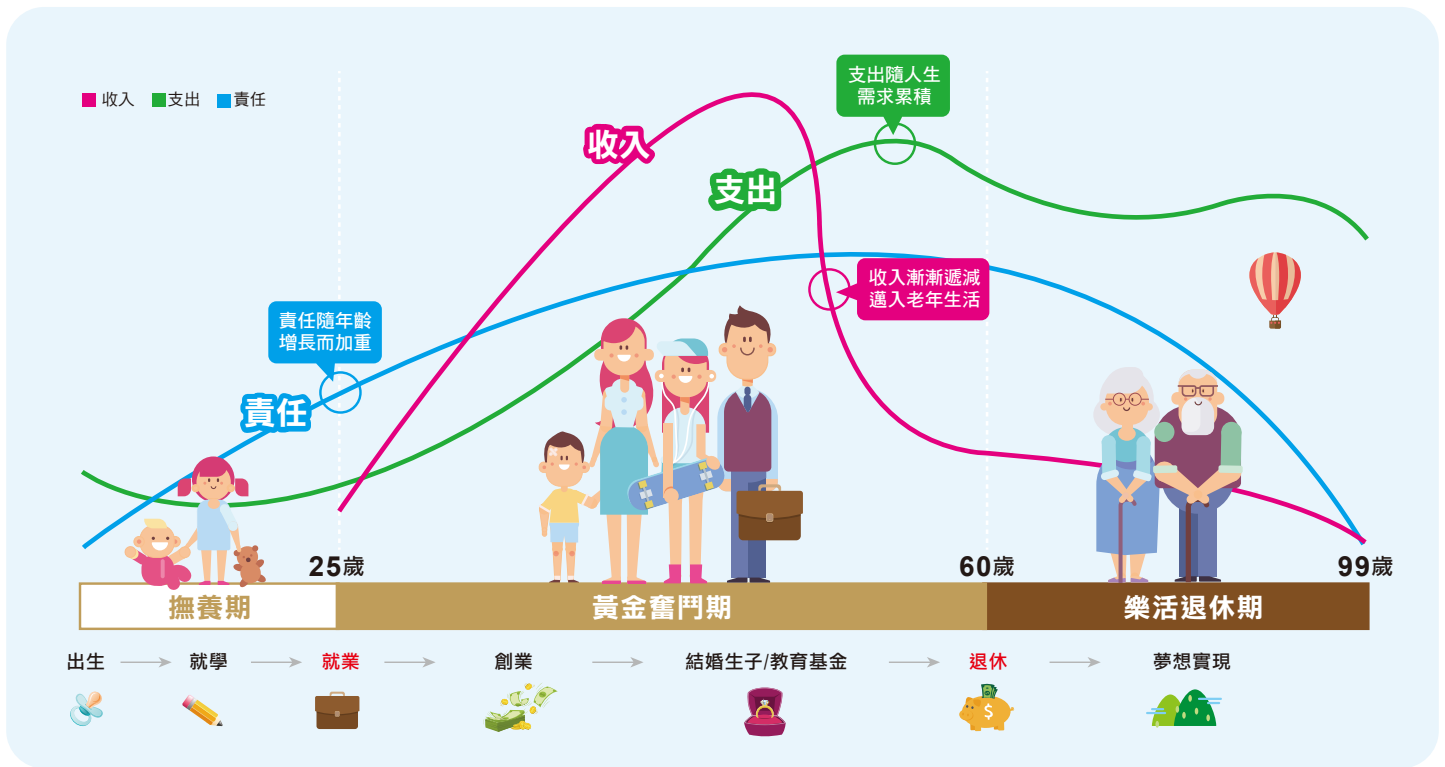 收入 支出 責任
支出隨人生
需求累積
收入
支出
收入漸漸遞減
邁入老年生活
責任隨年齡
增長而加重
責任
25歲 60歲 99歲
撫養期 黃金奮鬥期 樂活退休期
出生 就學 就業 創業 結婚生子/教育基金 退休 夢想實現
$